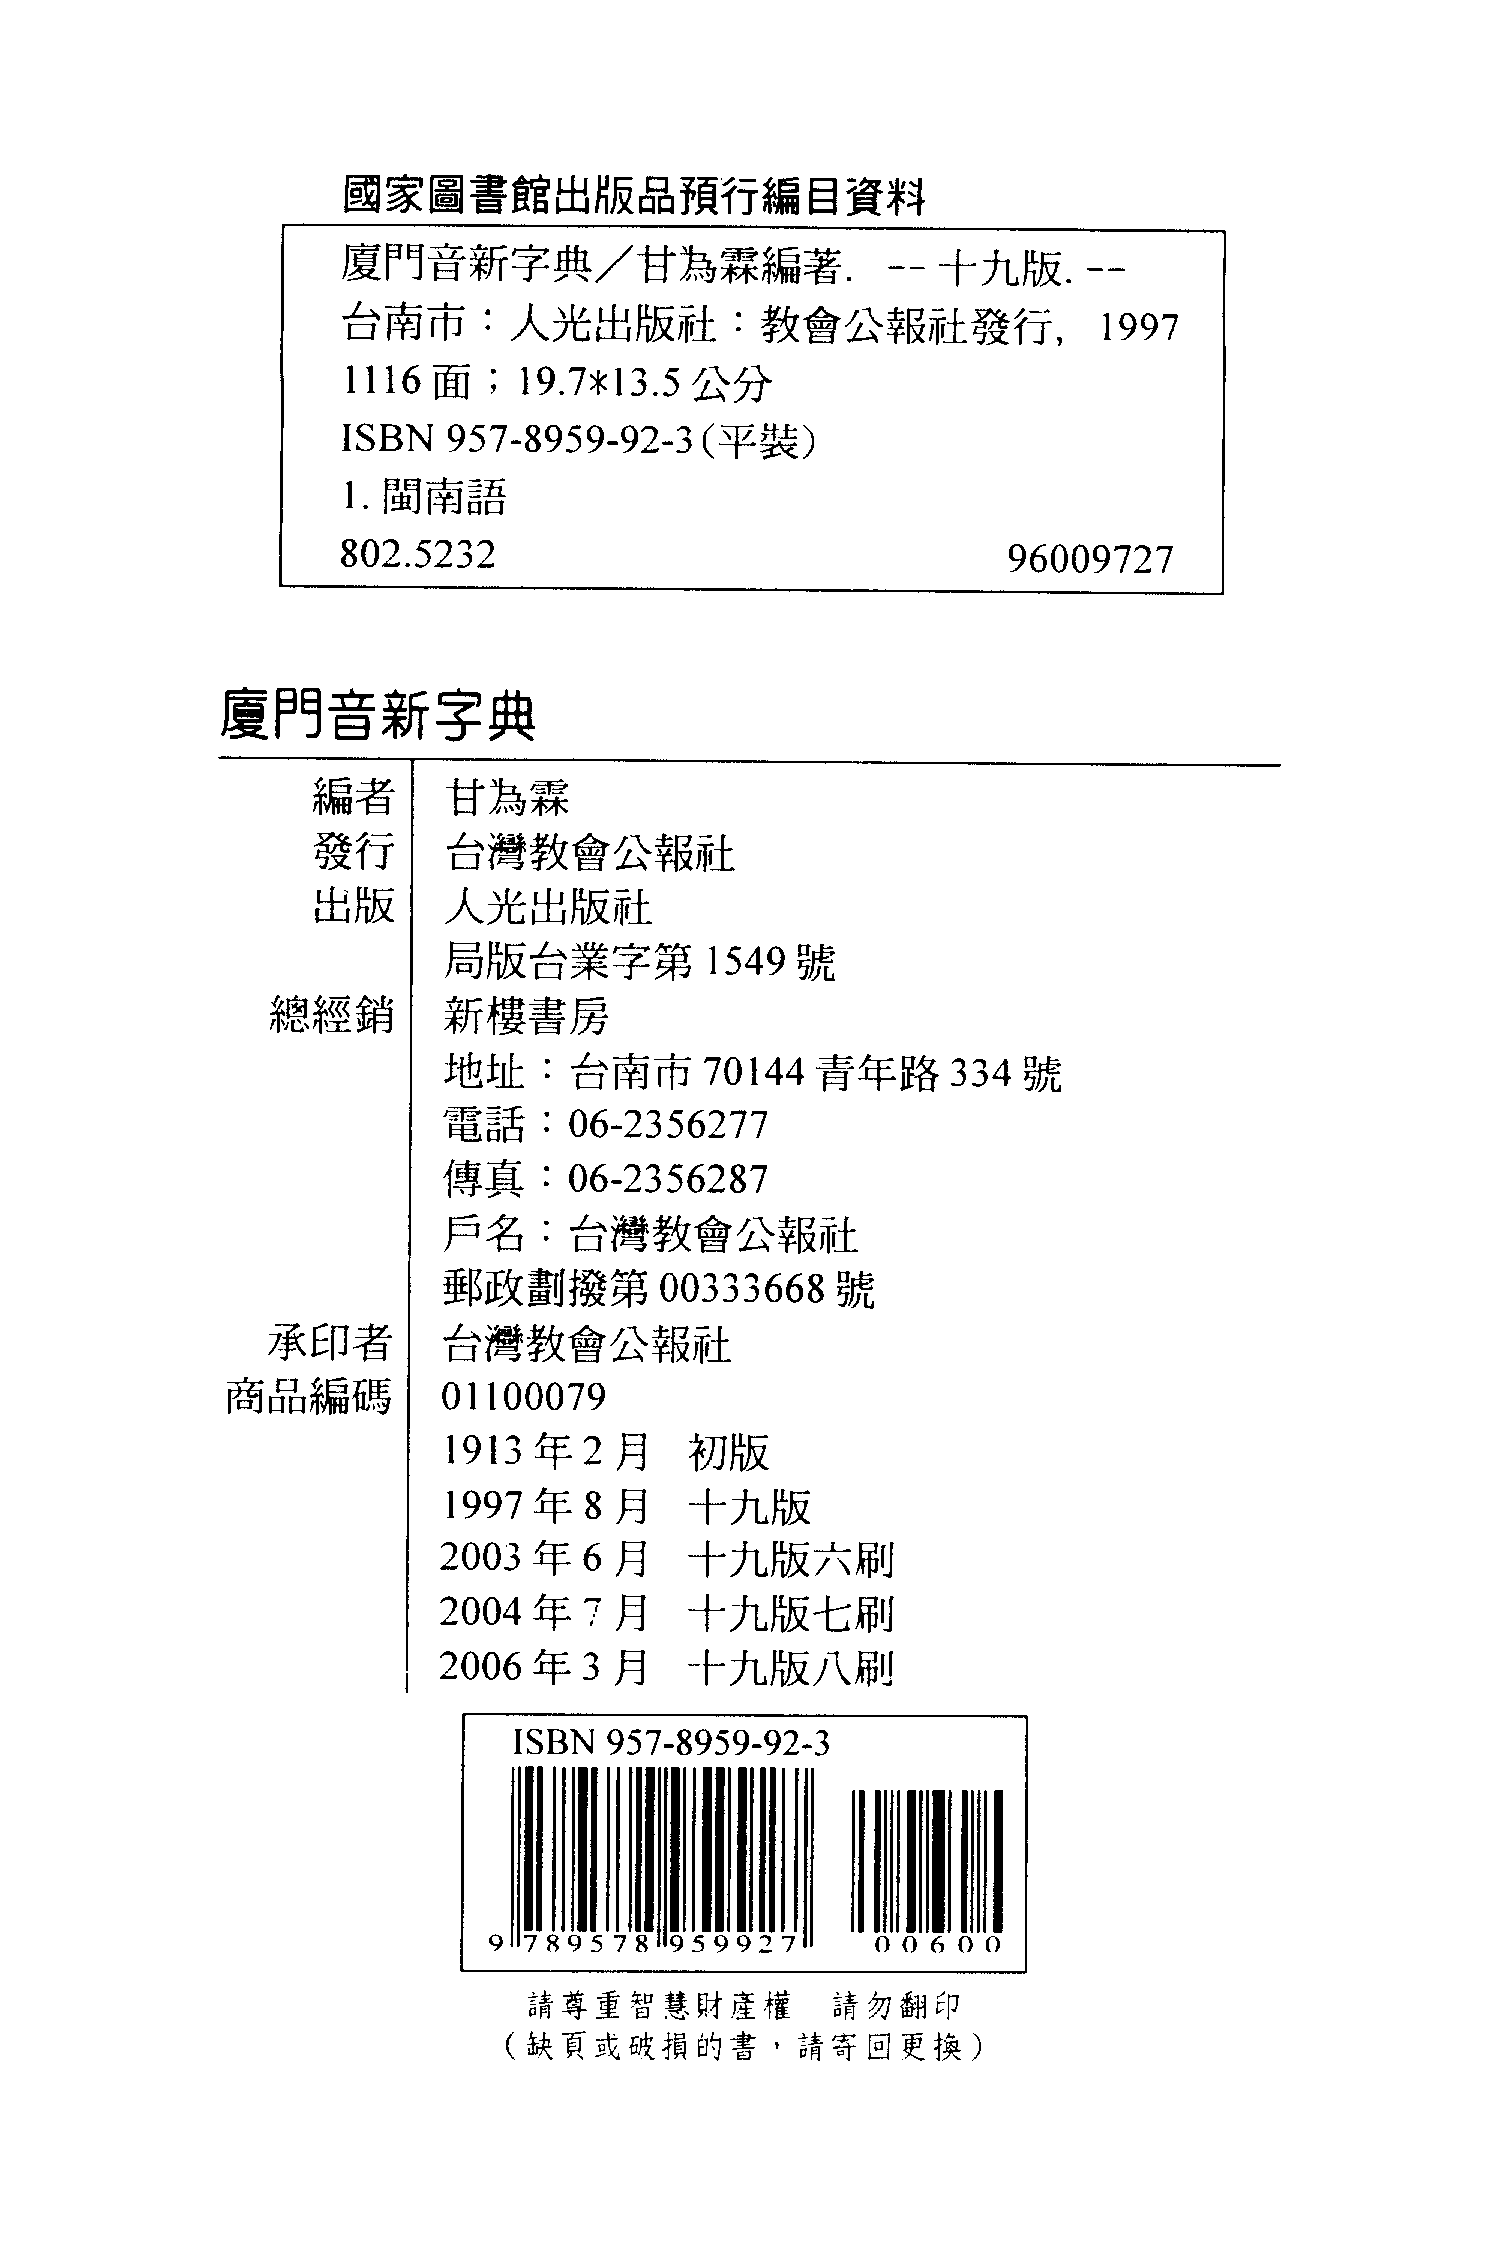 國家圖書館出版品預行編目資料
廈門音新字典／甘為霖編著. -- 十九版. --
台南市：人光出版社：教會公報社發行, 1997
1116面；19.7*13.5公分
ISBN 957-8959-92-3(平裝)
1. 閩南語
802.5232 96009727
廈門音新字典
編者 甘為霖
發行 台灣教會公報社
出版 人光出版社
局版台業字第 1549 號
總經銷 新樓書房
地址：台南市 70144 青年路 334 號
電話：06-2356277
傳真：06-2356287
戶名：台灣教會公報社
郵政劃撥第 00333668 號
承印者 台灣教會公報社
商品編碼 01100079
1913 年 2 月 初版
1997 年 8 月 十九版
2003 年 6 月 十九版六刷
2004 年 7 月 十九版七刷
2006 年 3 月 十九版八刷
ISBN 957-8959-92-3
9 789578 959927 00600
請尊重智慧財產權 請勿翻印
（缺頁或破損的書，請寄回更換）